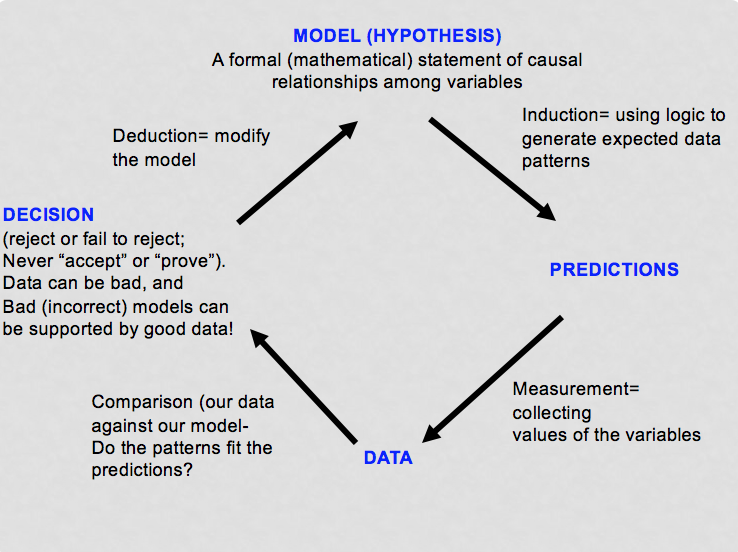 MODEL (HYPOTHESIS)
A formal (mathematical) statement of causal
relationships among variables
Induction= using logic to
generate expected data
patterns
Deduction= modify
the model
DECISION
(reject or fail to reject;
Never “accept” or “prove”).
Data can be bad, and
Bad (incorrect) models can
be supported by good data!
PREDICTIONS
Measurement=
collecting
values of the variables
Comparison (our data
against our model-
Do the patterns fit the
predictions?
DATA